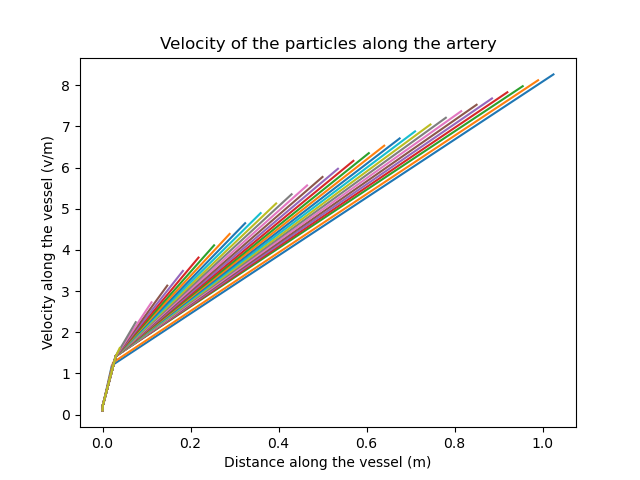 Velocity of the particles along the artery
8
7
6
5
4
3
2
1
0
Velocity along the vessel (v/m)
0.0 0.2 0.4 0.6 0.8 1.0
Distance along the vessel (m)